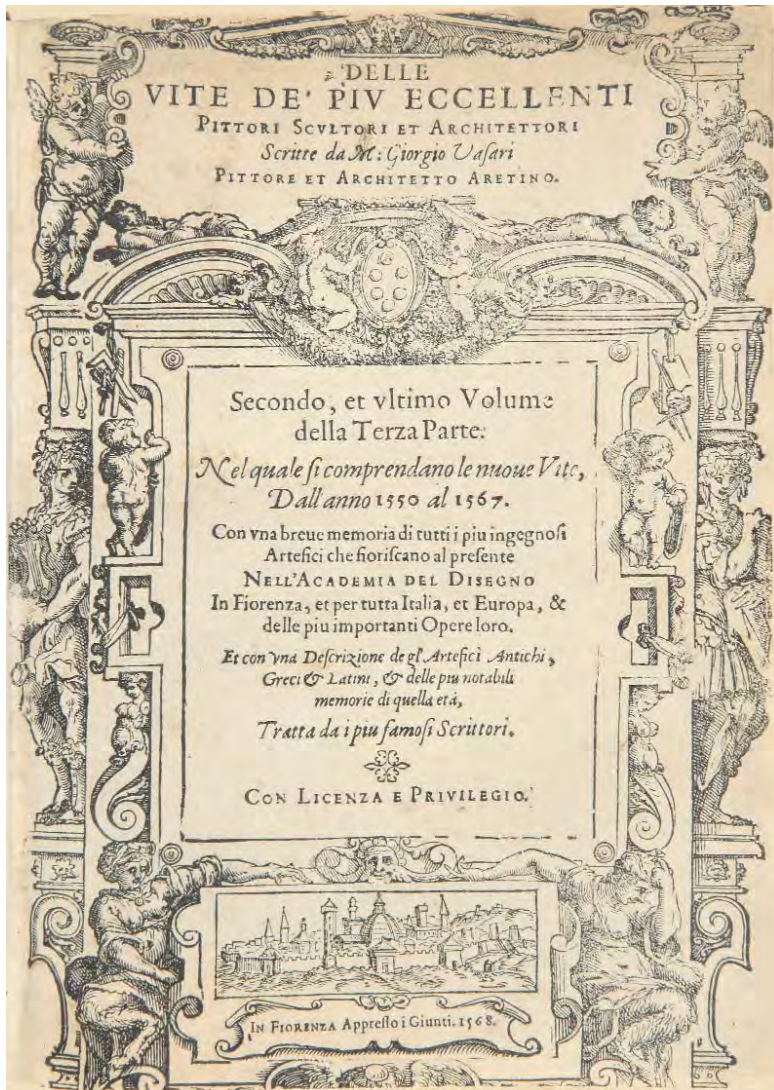 DELLE
VITE DE' PIV ECCELLENTI
PITTORI SCVLTORI ET ARCHITETTORI
Scritte da M: Giorgio Vasari
PITTORE ET ARCHITETTO ARETINO.
Secondo, et vltimo Volume
della Terza Parte.
Nel quale ſi comprendano le nuoue Vite,
Dall'anno 1550 al 1567.
Con vna breue memoria di tutti i piu ingegnoſi
Artefici che fioriſcano al preſente
NELL'ACADEMIA DEL DISEGNO
In Fiorenza, et per tutta Italia, et Europa, &
delle piu importanti Opere loro.
Et con vna Deſcrizione de gl'Artefici Antichi,
Greci & Latini, & delle piu notabili
memorie di quella età,
Tratta da i piu famoſi Scrittori.
CON LICENZA E PRIVILEGIO.
IN FIORENZA Appreſſo i Giunti. 1568.